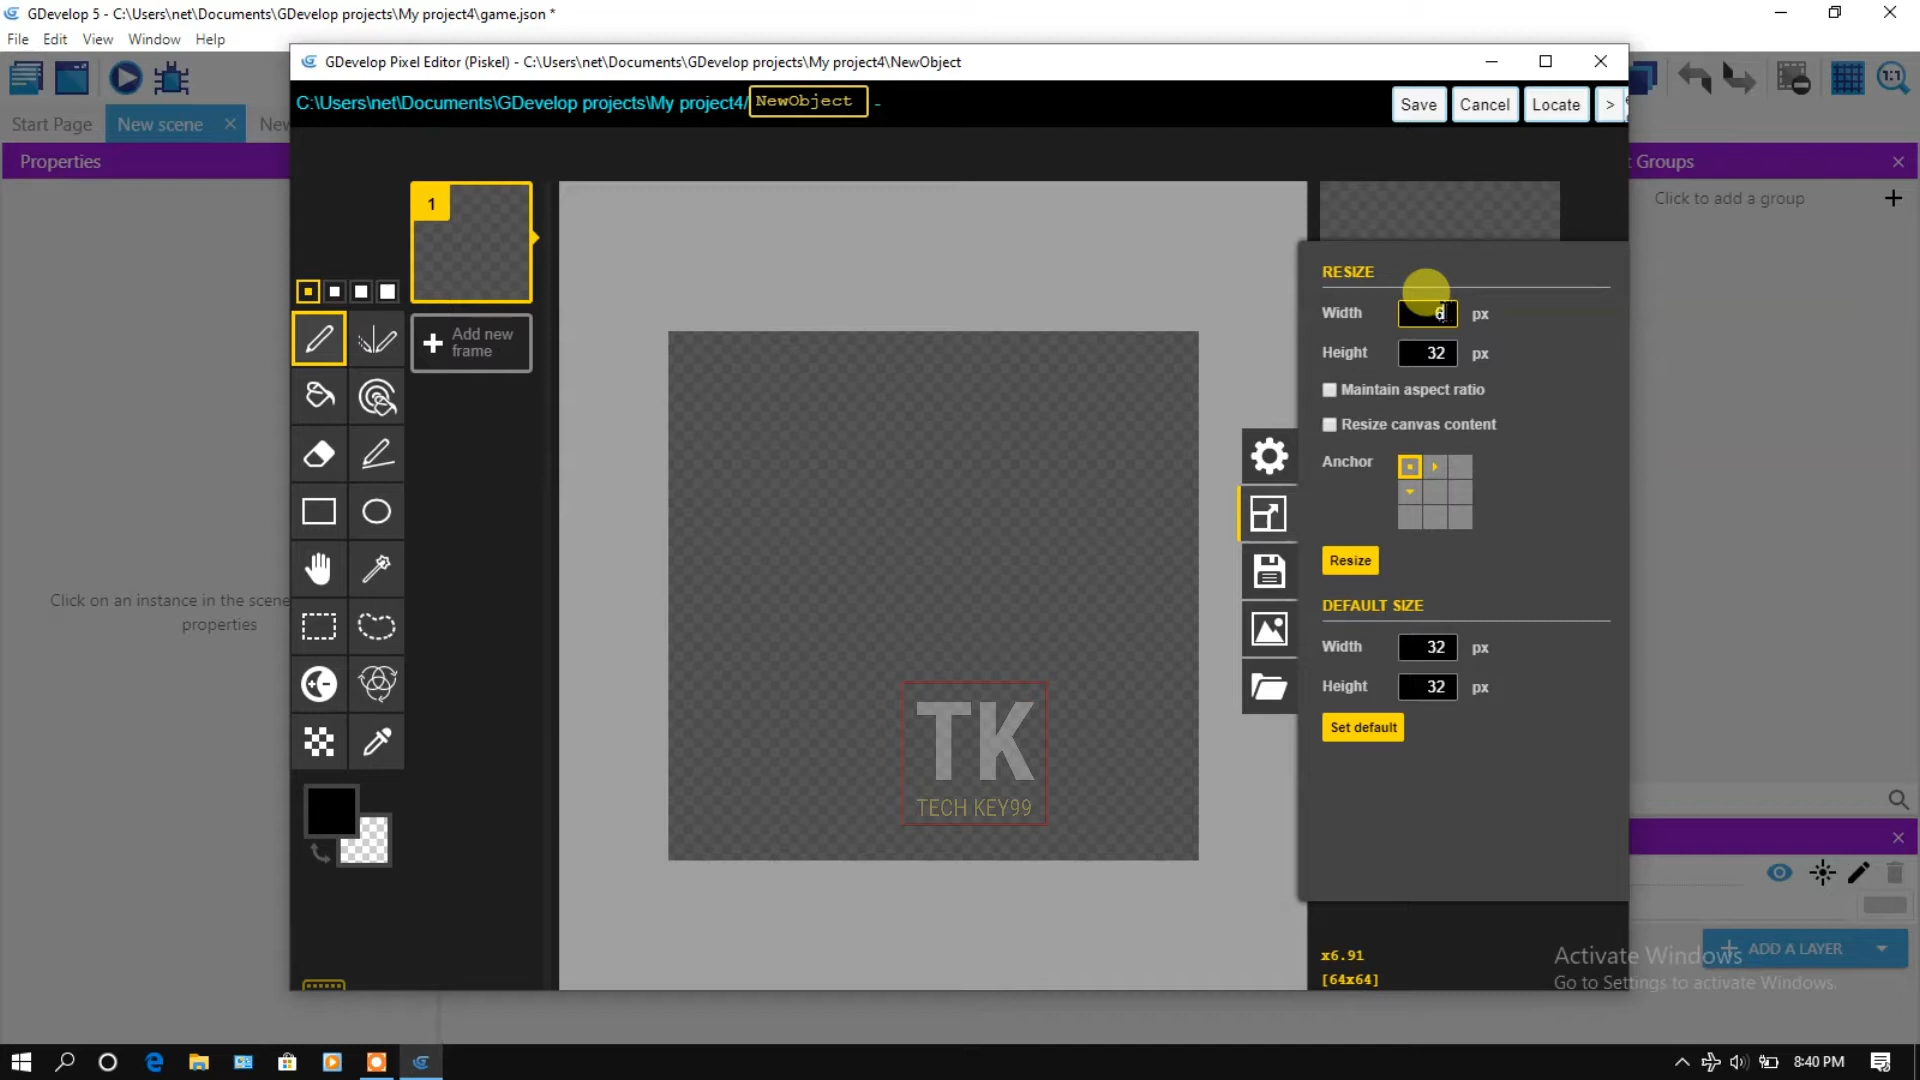 GDevelop 5 - C:\Users\net\Documents\GDevelop projects\My project4\game.json *
File Edit View Window Help
GDevelop Pixel Editor (Piskel) - C:\Users\net\Documents\GDevelop projects\My project4\NewObject
C:\Users\net\Documents\GDevelop projects\My project4/ NewObject -
Save Cancel Locate >
1:1
Start Page New scene × New
Properties
t Groups
Click to add a group
1
Add new
frame
RESIZE
Width 6 px
Height 32 px
Maintain aspect ratio
Resize canvas content
Anchor
Resize
DEFAULT SIZE
Width 32 px
Height 32 px
Set default
Click on an instance in the scene
properties
TK
TECH KEY99
ADD A LAYER
x6.91
[64x64]
Activate Windows
Go to Settings to activate Windows.
8:40 PM